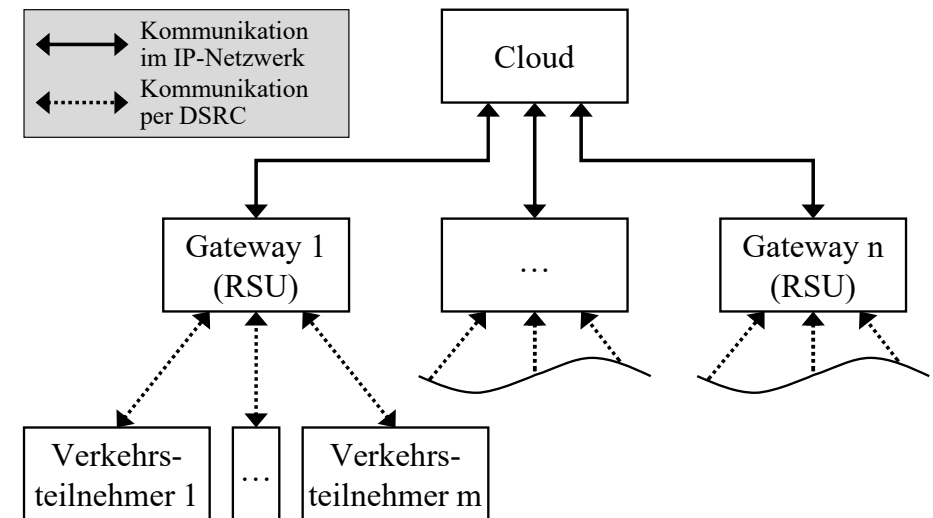 Kommunikation
im IP-Netzwerk
Kommunikation
per DSRC
Cloud
Gateway 1
(RSU)
...
Gateway n
(RSU)
Verkehrs-
teilnehmer 1
...
Verkehrs-
teilnehmer m